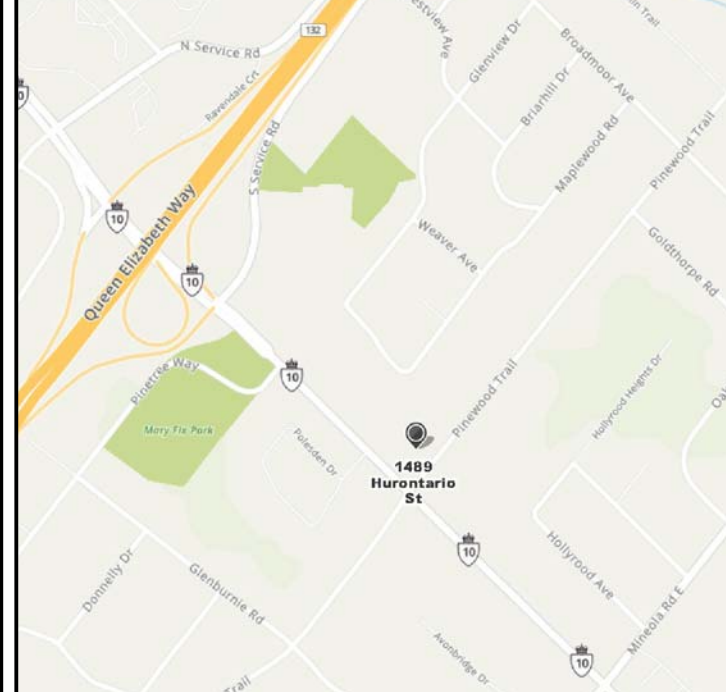 132
N Service Rd
Ravendale Crt
S Service Rd
10
Queen Elizabeth Way
10
Glenview Dr
Broadmoor Ave
Briarhill Dr
Maplewood Rd
Pinewood Trail
Weaver Ave
Goldthorpe Rd
10
Pinetree Way
Mary Fix Park
Polesden Dr
Pinewood Trail
Hollyrood Heights Dr
1489
Hurontario
St
10
Hollyrood Ave
Donnelly Dr
Glenburnie Rd
Mineola Rd E
Avonbridge Dr
10
Trail